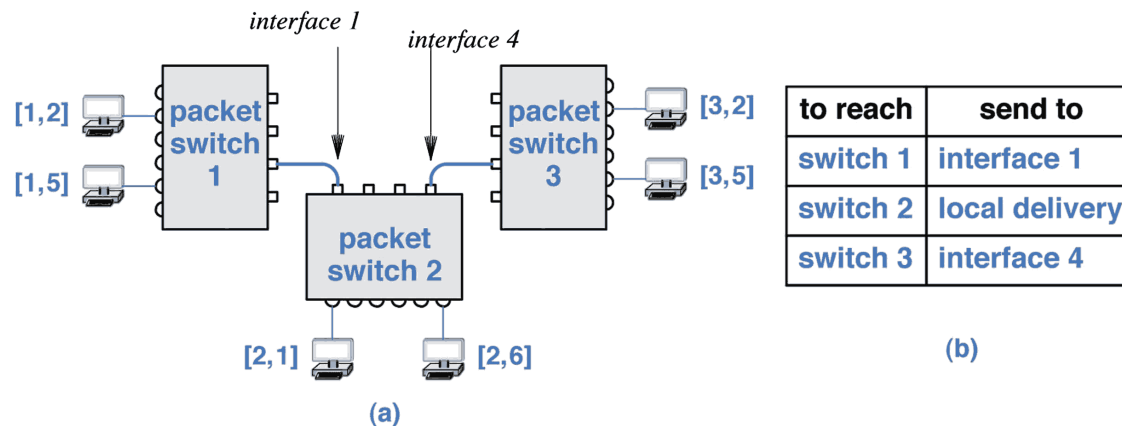 interface 1
interface 4
[1,2]
[1,5]
packet
switch
1
packet
switch
3
[3,2]
[3,5]
packet
switch 2
[2,1]
[2,6]
(a)
to reach send to
switch 1 interface 1
switch 2 local delivery
switch 3 interface 4
(b)